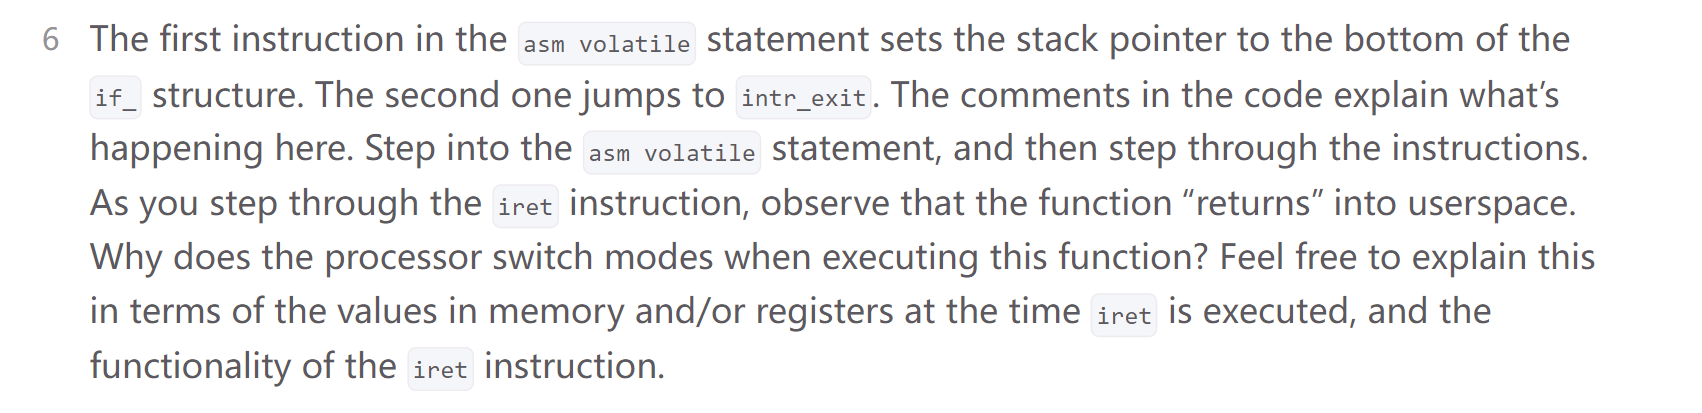 6 The first instruction in the asm volatile statement sets the stack pointer to the bottom of the
if_ structure. The second one jumps to intr_exit. The comments in the code explain what’s
happening here. Step into the asm volatile statement, and then step through the instructions.
As you step through the iret instruction, observe that the function “returns” into userspace.
Why does the processor switch modes when executing this function? Feel free to explain this
in terms of the values in memory and/or registers at the time iret is executed, and the
functionality of the iret instruction.